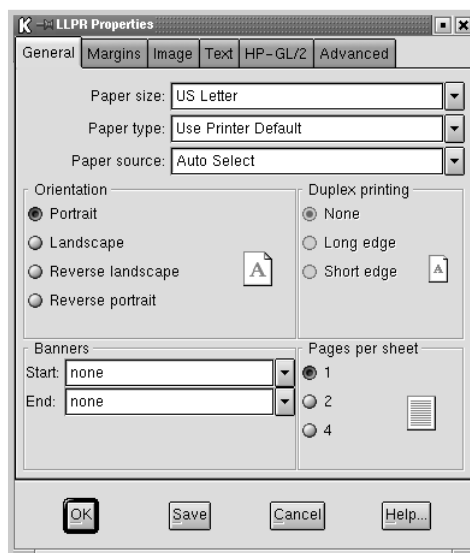 LLPR Properties
General Margins Image Text HP-GL/2 Advanced
Paper size: US Letter
Paper type: Use Printer Default
Paper source: Auto Select
Orientation
Portrait
Landscape
Reverse landscape
Reverse portrait
A
Duplex printing
None
Long edge
Short edge
A
Banners
Start: none
End: none
Pages per sheet
1
2
4
OK Save Cancel Help...